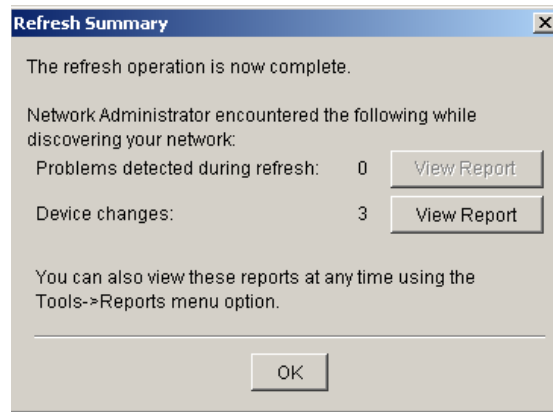 Refresh Summary
The refresh operation is now complete.
Network Administrator encountered the following while
discovering your network:
Problems detected during refresh: 0 View Report
Device changes: 3 View Report
You can also view these reports at any time using the
Tools->Reports menu option.
OK